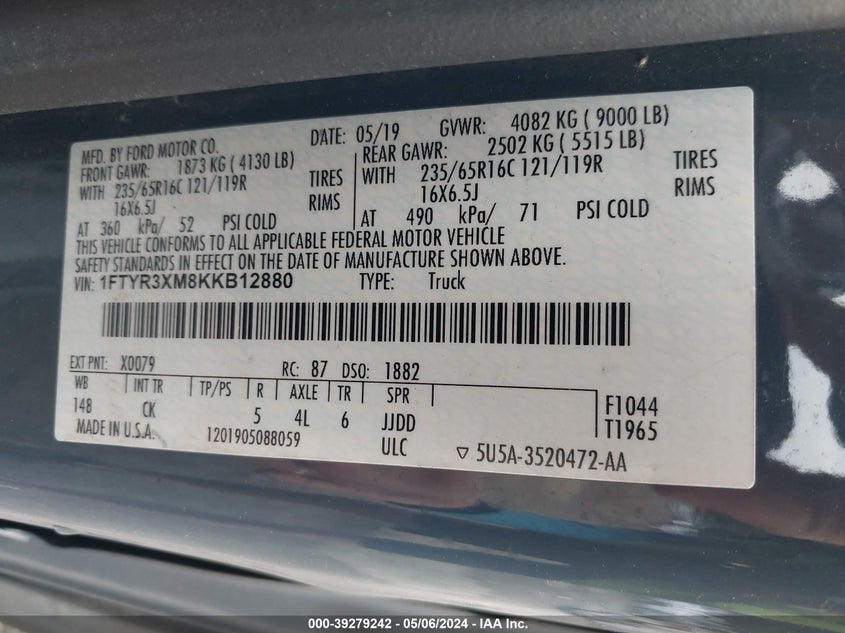 MFD. BY FORD MOTOR CO. DATE: 05/19 GVWR: 4082 KG ( 9000 LB)
FRONT GAWR: 1873 KG ( 4130 LB) REAR GAWR: 2502 KG ( 5515 LB)
WITH 235/65R16C 121/119R TIRES WITH 235/65R16C 121/119R TIRES
16X6.5J RIMS 16X6.5J RIMS
AT 360 kPa/ 52 PSI COLD AT 490 kPa/ 71 PSI COLD
THIS VEHICLE CONFORMS TO ALL APPLICABLE FEDERAL MOTOR VEHICLE
SAFETY STANDARDS IN EFFECT ON THE DATE OF MANUFACTURE SHOWN ABOVE.
VIN: 1FTYR3XM8KKB12880 TYPE: Truck
EXT PNT: X0079 RC: 87 DSO: 1882
WB INT TR TP/PS R AXLE TR SPR
148 CK 5 4L 6 JJDD F1044
MADE IN U.S.A. 1201905088059 ULC T1965
5U5A-3520472-AA
000-39279242 - 05/06/2024 - IAA Inc.